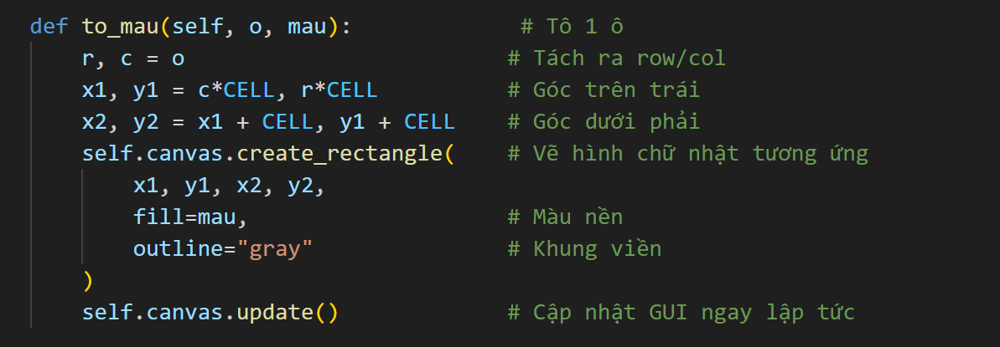 def to_mau(self, o, mau):             # Tô 1 ô
    r, c = o                         # Tách ra row/col
    x1, y1 = c*CELL, r*CELL          # Góc trên trái
    x2, y2 = x1 + CELL, y1 + CELL    # Góc dưới phải
    self.canvas.create_rectangle(    # Vẽ hình chữ nhật tương ứng
        x1, y1, x2, y2,
        fill=mau,                    # Màu nền
        outline="gray"               # Khung viền
    )
    self.canvas.update()             # Cập nhật GUI ngay lập tức